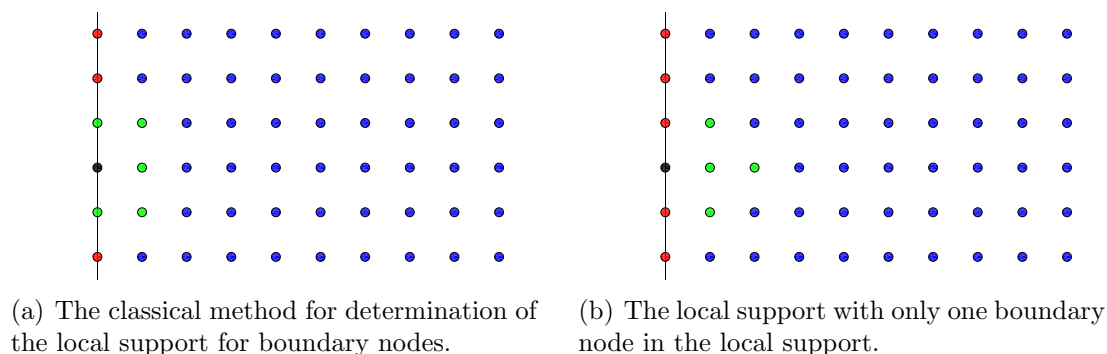 (a) The classical method for determination of
the local support for boundary nodes.
(b) The local support with only one boundary
node in the local support.